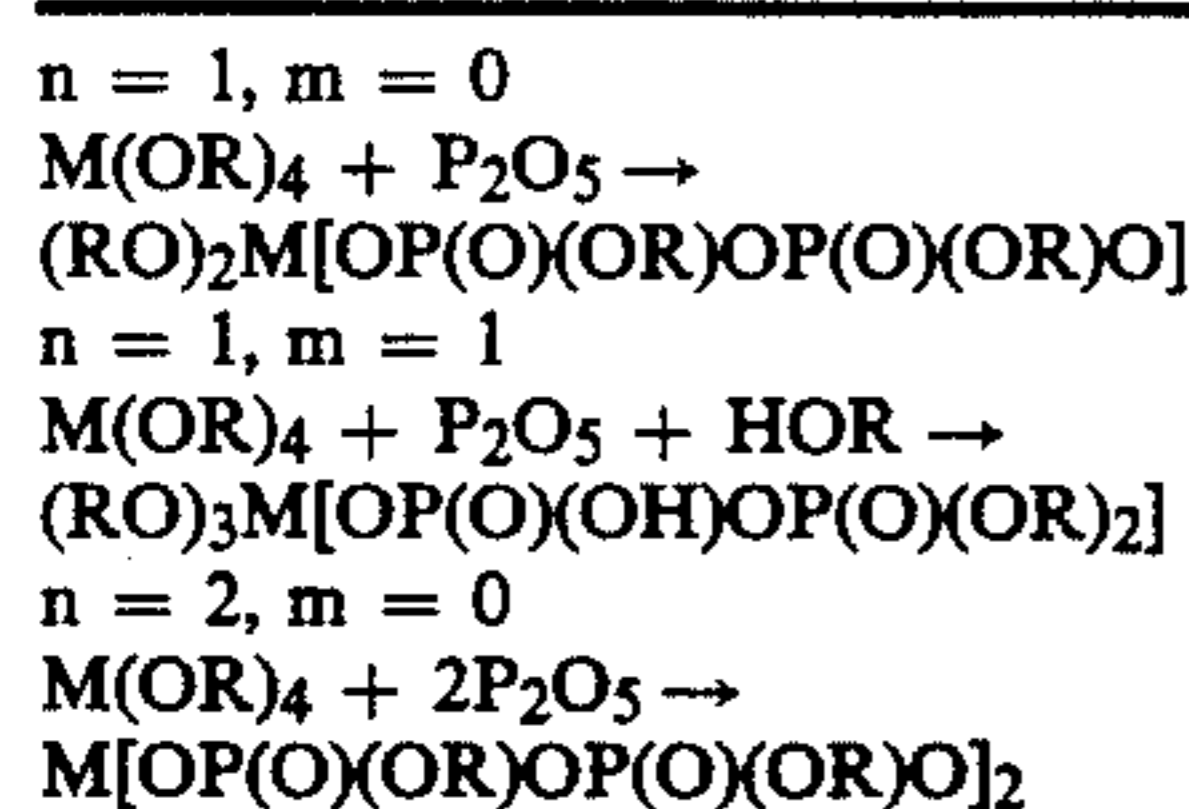 n = 1, m = 0
M(OR)₄ + P₂O₅ →
(RO)₂M[OP(O)(OR)OP(O)(OR)O]
n = 1, m = 1
M(OR)₄ + P₂O₅ + HOR →
(RO)₃M[OP(O)(OH)OP(O)(OR)₂]
n = 2, m = 0
M(OR)₄ + 2P₂O₅ →
M[OP(O)(OR)OP(O)(OR)O]₂